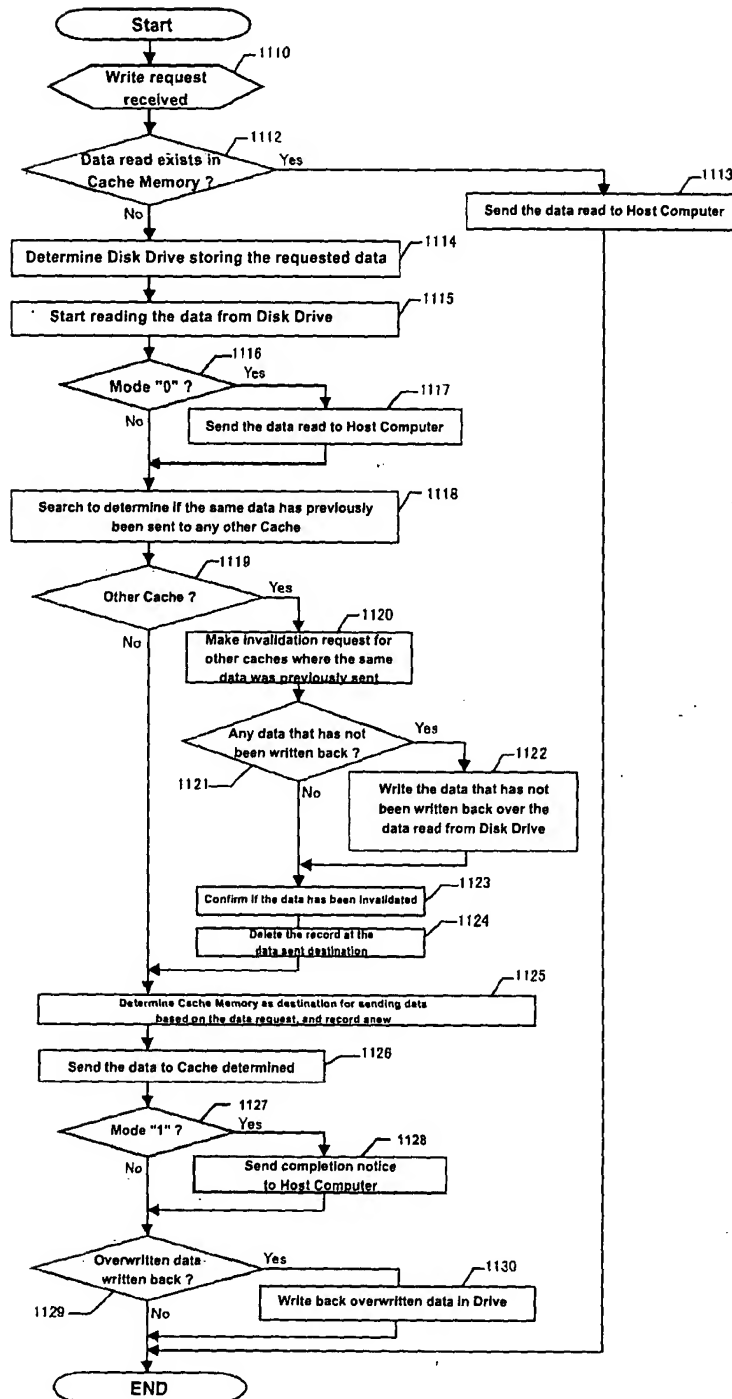 Start
1110
Write request
received
1112
Data read exists in
Cache Memory ?
Yes
No
1113
Send the data read to Host Computer
1114
Determine Disk Drive storing the requested data
1115
Start reading the data from Disk Drive
1116
Mode "0" ?
Yes
No
1117
Send the data read to Host Computer
1118
Search to determine if the same data has previously
been sent to any other Cache
1119
Other Cache ?
Yes
No
1120
Make invalidation request for
other caches where the same
data was previously sent
Any data that has not
been written back ?
Yes
1121
No
1122
Write the data that has not
been written back over the
data read from Disk Drive
1123
Confirm if the data has been invalidated
1124
Delete the record at the
data sent destination
1125
Determine Cache Memory as destination for sending data
based on the data request, and record anew
1126
Send the data to Cache determined
1127
Mode "1" ?
Yes
No
1128
Send completion notice
to Host Computer
Overwritten data
written back ?
Yes
1129
No
1130
Write back overwritten data in Drive
END